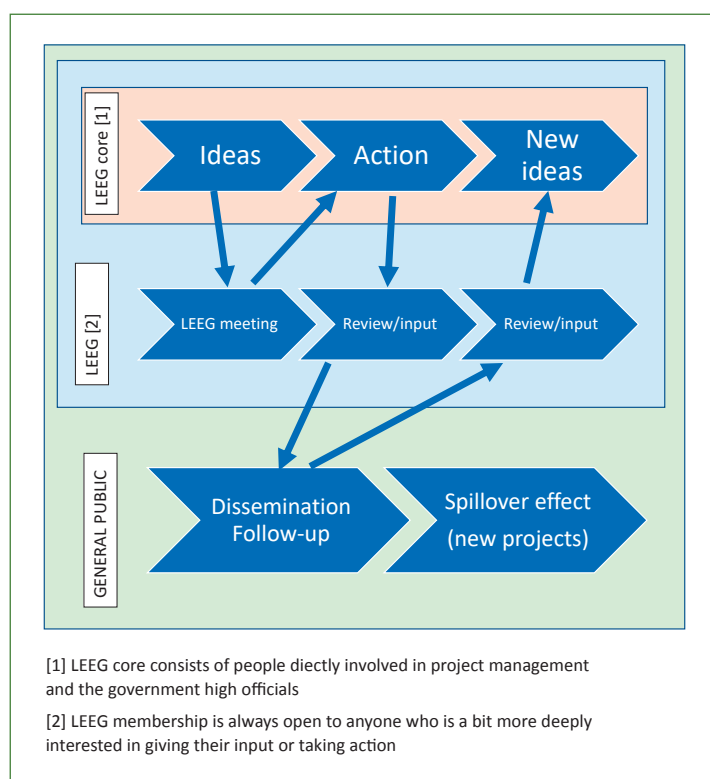 LEEG core [1]
Ideas
Action
New
ideas
LEEG [2]
LEEG meeting
Review/input
Review/input
GENERAL PUBLIC
Dissemination
Follow-up
Spillover effect
(new projects)
[1] LEEG core consists of people diectly involved in project management
and the government high officials
[2] LEEG membership is always open to anyone who is a bit more deeply
interested in giving their input or taking action